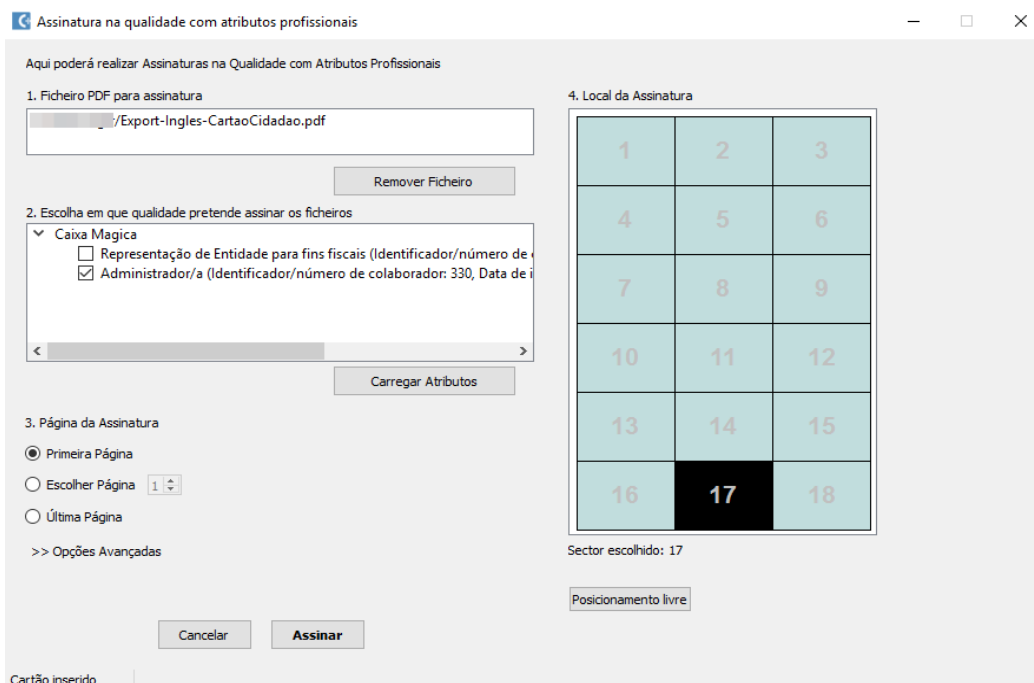 Assinatura na qualidade com atributos profissionais
Aqui poderá realizar Assinaturas na Qualidade com Atributos Profissionais
1. Ficheiro PDF para assinatura
/Export-Ingles-CartaoCidadao.pdf
Remover Ficheiro
2. Escolha em que qualidade pretende assinar os ficheiros
Caixa Magica
Representação de Entidade para fins fiscais (Identificador/número de
Administrador/a (Identificador/número de colaborador: 330, Data de i
Carregar Atributos
3. Página da Assinatura
Primeira Página
Escolher Página 1
Última Página
>> Opções Avançadas
Cancelar
Assinar
4. Local da Assinatura
1 2 3
4 5 6
7 8 9
10 11 12
13 14 15
16 17 18
Sector escolhido: 17
Posicionamento livre
Cartão inserido